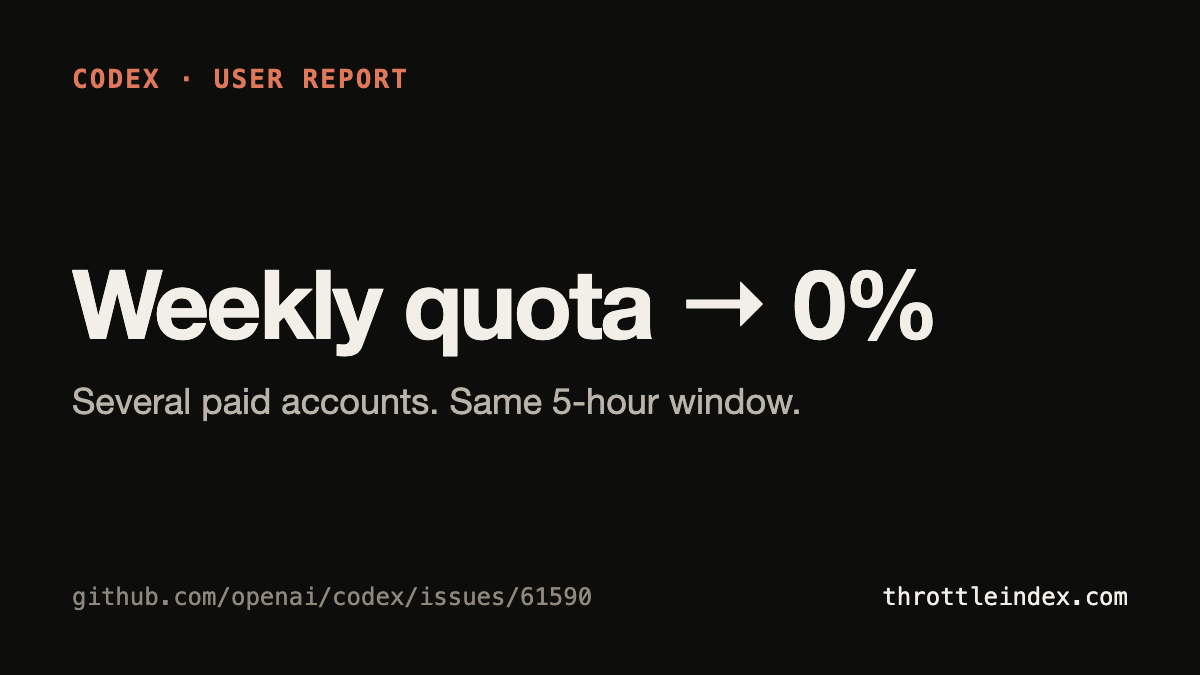 CODEX · USER REPORT
Weekly quota → 0%
Several paid accounts. Same 5-hour window.
github.com/openai/codex/issues/61590
throttleindex.com